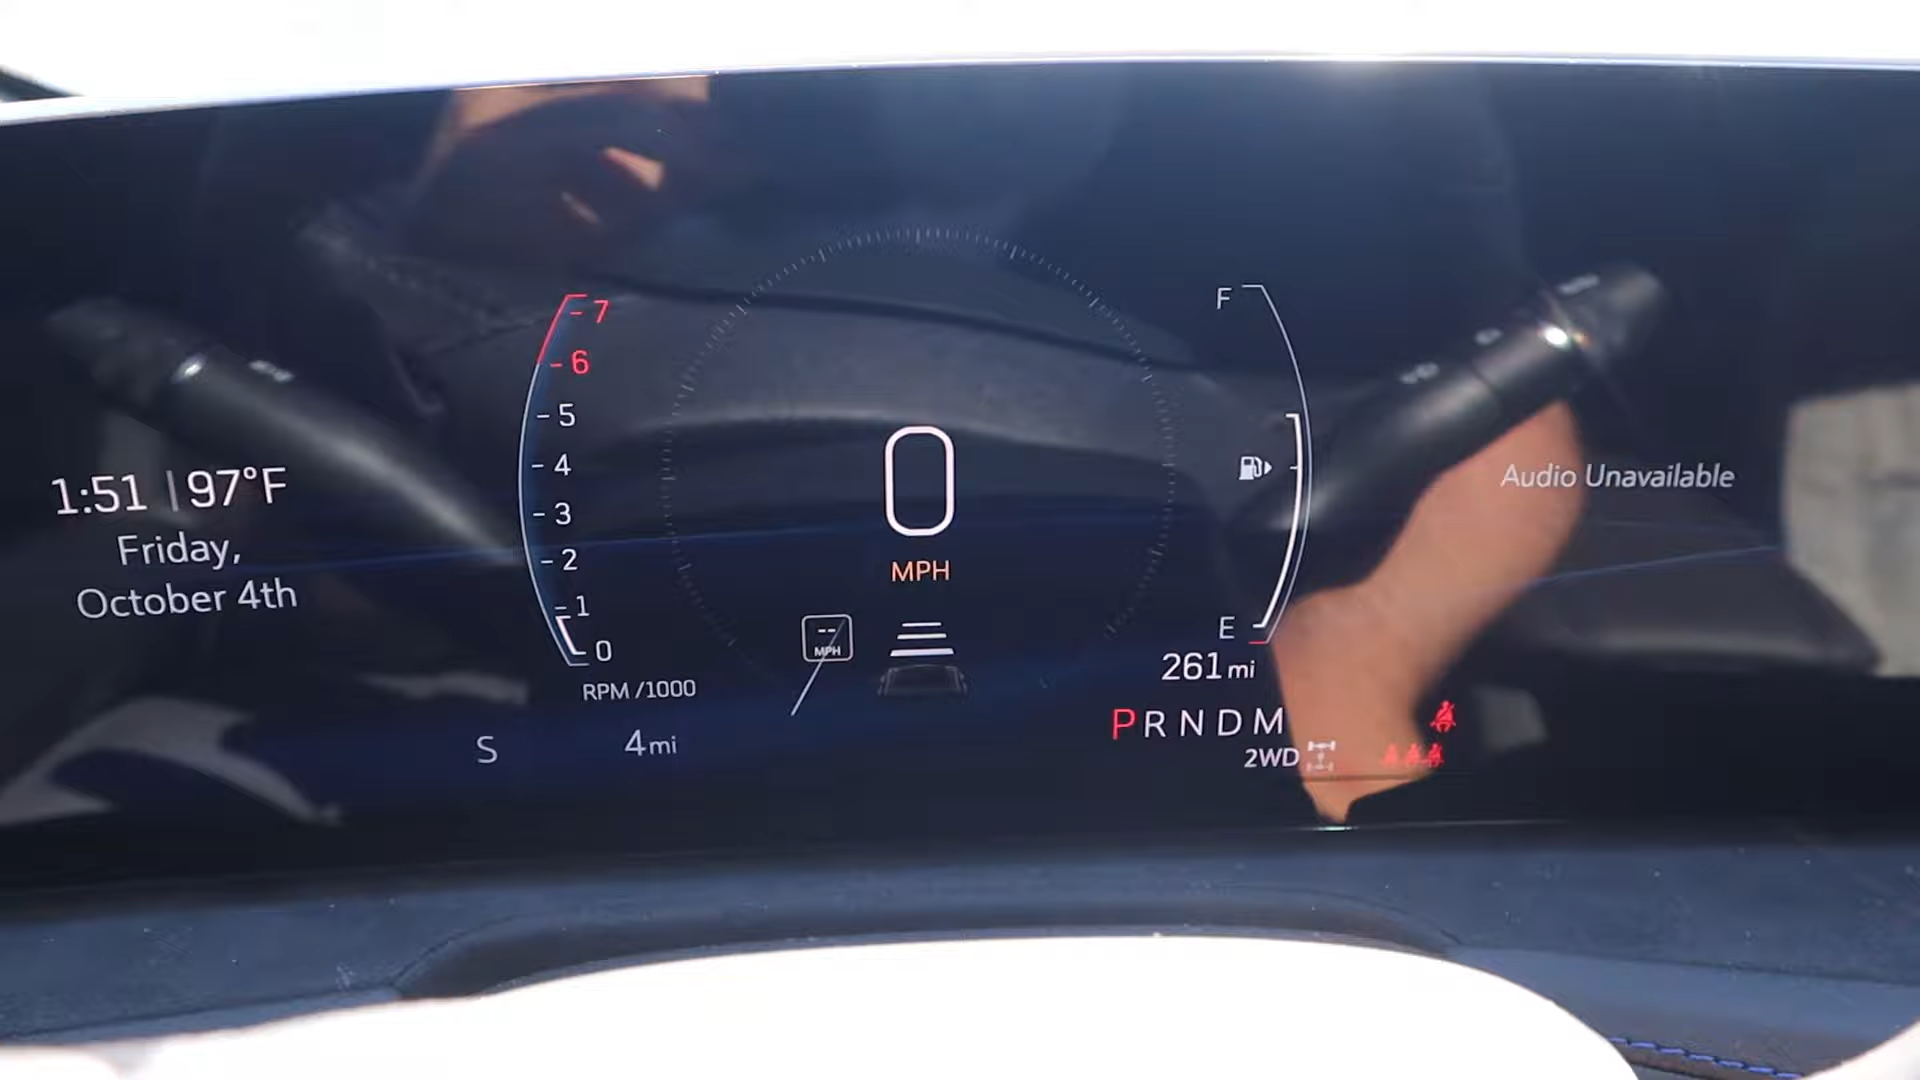 1:51 | 97°F
Friday,
October 4th
7
6
5
4
3
2
1
0
RPM /1000
S
4 mi
0
MPH
--
MPH
F
E
261 mi
P R N D M
2WD
Audio Unavailable